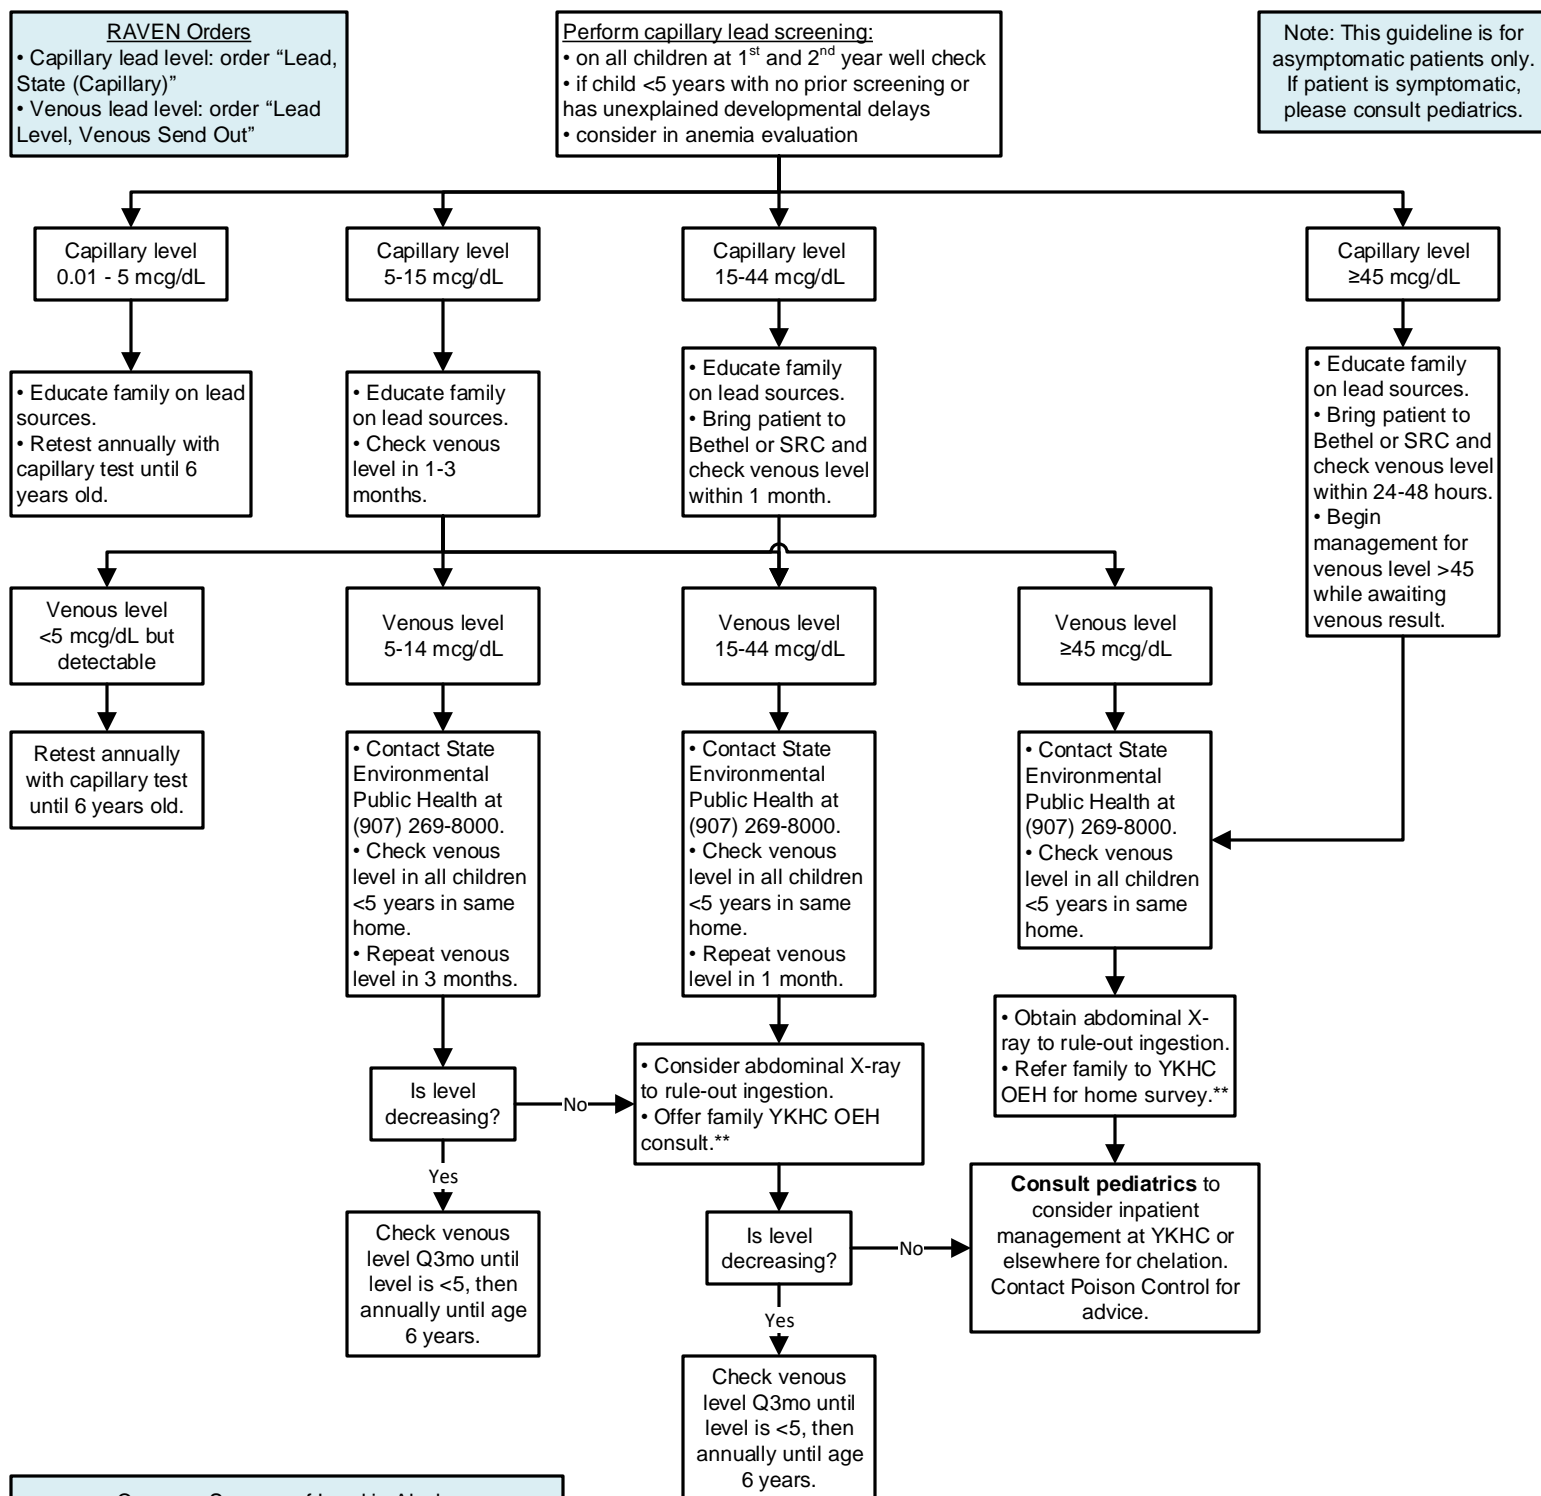 RAVEN Orders
• Capillary lead level: order “Lead,
State (Capillary)”
• Venous lead level: order “Lead
Level, Venous Send Out”
Perform capillary lead screening:
• on all children at 1st and 2nd year well check
• if child <5 years with no prior screening or
has unexplained developmental delays
• consider in anemia evaluation
Note: This guideline is for
asymptomatic patients only.
If patient is symptomatic,
please consult pediatrics.
Capillary level
0.01 - 5 mcg/dL
Capillary level
5-15 mcg/dL
Capillary level
15-44 mcg/dL
Capillary level
≥45 mcg/dL
• Educate family on lead
sources.
• Retest annually with
capillary test until 6
years old.
• Educate family
on lead sources.
• Check venous
level in 1-3
months.
• Educate family
on lead sources.
• Bring patient to
Bethel or SRC and
check venous level
within 1 month.
• Educate family
on lead sources.
• Bring patient to
Bethel or SRC and
check venous level
within 24-48 hours.
• Begin
management for
venous level >45
while awaiting
venous result.
Venous level
<5 mcg/dL but
detectable
Venous level
5-14 mcg/dL
Venous level
15-44 mcg/dL
Venous level
≥45 mcg/dL
Retest annually
with capillary test
until 6 years old.
• Contact State
Environmental
Public Health at
(907) 269-8000.
• Check venous
level in all children
<5 years in same
home.
• Repeat venous
level in 3 months.
• Contact State
Environmental
Public Health at
(907) 269-8000.
• Check venous
level in all children
<5 years in same
home.
• Repeat venous
level in 1 month.
• Contact State
Environmental
Public Health at
(907) 269-8000.
• Check venous
level in all children
<5 years in same
home.
• Obtain abdominal X-
ray to rule-out ingestion.
• Refer family to YKHC
OEH for home survey.**
Is level
decreasing?
No
• Consider abdominal X-ray
to rule-out ingestion.
• Offer family YKHC OEH
consult.**
Yes
Check venous
level Q3mo until
level is <5, then
annually until age
6 years.
Is level
decreasing?
No
Consult pediatrics to
consider inpatient
management at YKHC or
elsewhere for chelation.
Contact Poison Control for
advice.
Yes
Check venous
level Q3mo until
level is <5, then
annually until age
6 years.